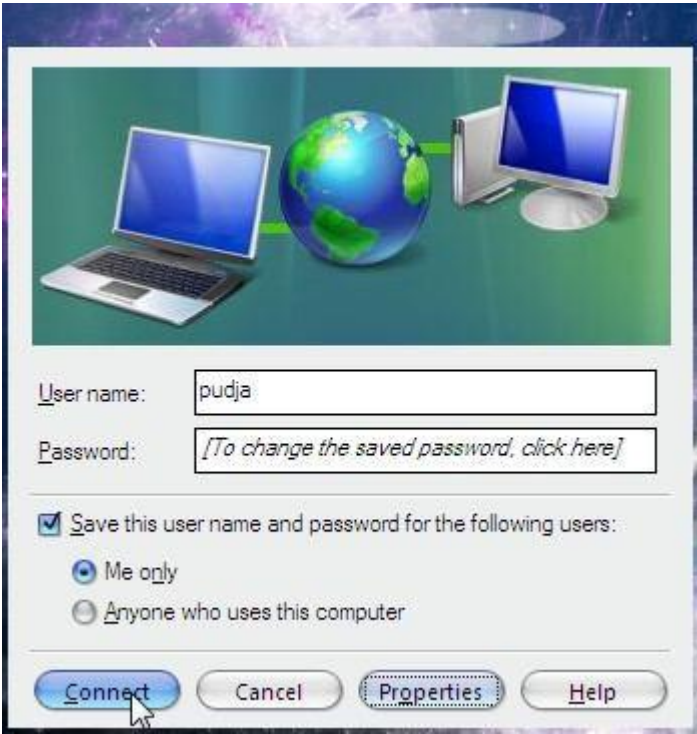 User name: pudja
Password: [To change the saved password, click here]
Save this user name and password for the following users:
Me only
Anyone who uses this computer
Connect Cancel Properties Help